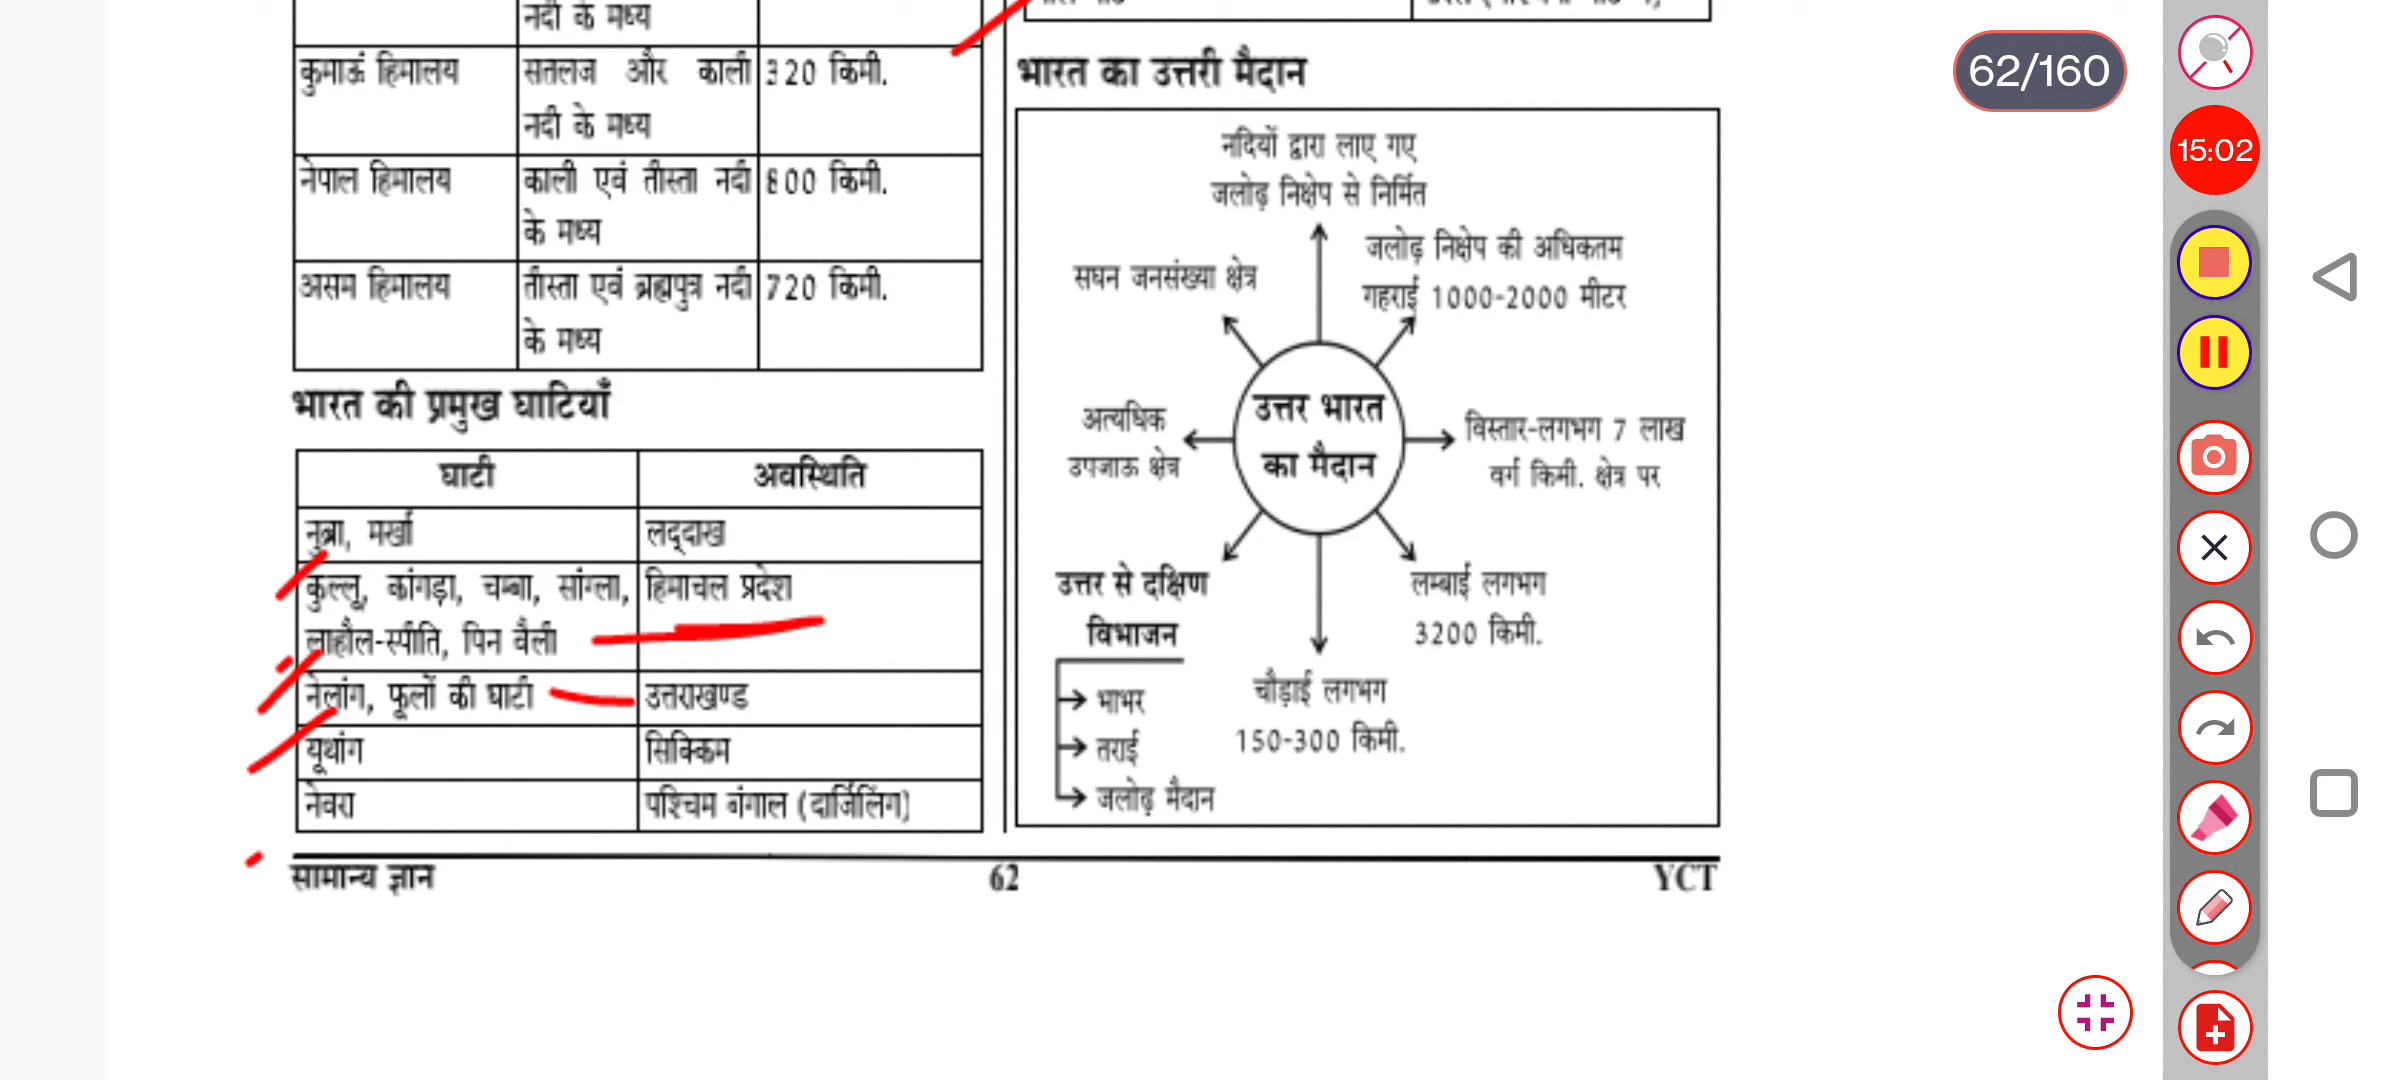 नदी के मध्य
कुमाऊं हिमालय सतलज और काली 320 किमी.
नदी के मध्य
नेपाल हिमालय काली एवं तीस्ता नदी 800 किमी.
के मध्य
असम हिमालय तीस्ता एवं ब्रह्मपुत्र नदी 720 किमी.
के मध्य
भारत की प्रमुख घाटियाँ
घाटी अवस्थिति
नुब्रा, मर्खा लद्दाख
कुल्लू, कांगड़ा, चम्बा, सांग्ला, हिमाचल प्रदेश
लाहौल-स्पीति, पिन वैली
नेलांग, फूलों की घाटी उत्तराखण्ड
यूथांग सिक्किम
नेवरा पश्चिम बंगाल (दार्जिलिंग)
भारत का उत्तरी मैदान
नदियों द्वारा लाए गए
जलोढ़ निक्षेप से निर्मित
जलोढ़ निक्षेप की अधिकतम
गहराई 1000-2000 मीटर
सघन जनसंख्या क्षेत्र
अत्यधिक
उपजाऊ क्षेत्र
उत्तर भारत
का मैदान
विस्तार-लगभग 7 लाख
वर्ग किमी. क्षेत्र पर
उत्तर से दक्षिण
विभाजन
भाभर
तराई
जलोढ़ मैदान
चौड़ाई लगभग
150-300 किमी.
लम्बाई लगभग
3200 किमी.
सामान्य ज्ञान 62 YCT
62/160
15:02